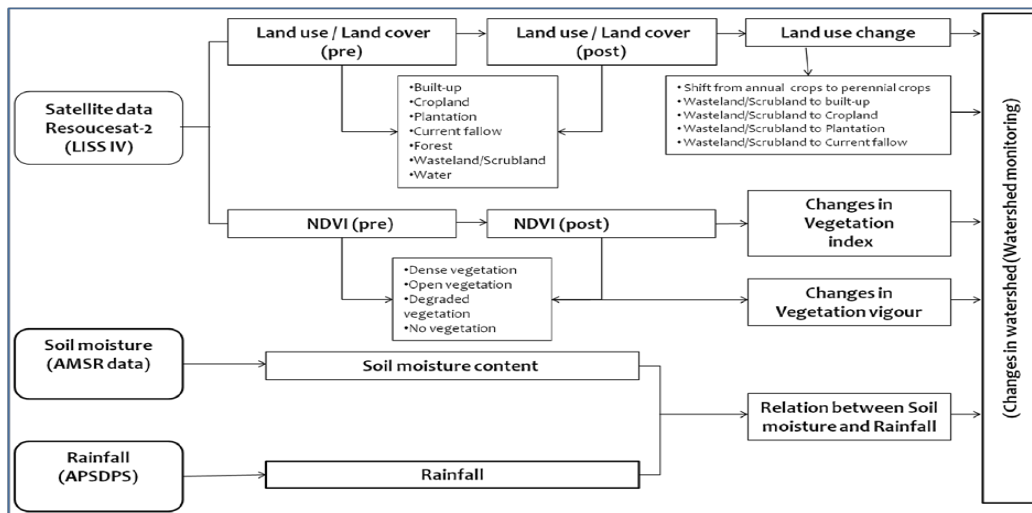 Satellite data
Resoucesat-2
(LISS IV)
Land use / Land cover
(pre)
Land use / Land cover
(post)
Land use change
•Built-up
•Cropland
•Plantation
•Current fallow
•Forest
•Wasteland/Scrubland
•Water
•Shift from annual crops to perennial crops
•Wasteland/Scrubland to built-up
•Wasteland/Scrubland to Cropland
•Wasteland/Scrubland to Plantation
•Wasteland/Scrubland to Current fallow
NDVI (pre)
NDVI (post)
Changes in
Vegetation
index
•Dense vegetation
•Open vegetation
•Degraded
vegetation
•No vegetation
Changes in
Vegetation vigour
Soil moisture
(AMSR data)
Soil moisture content
Relation between Soil
moisture and Rainfall
Rainfall
(APSDPS)
Rainfall
(Changes in watershed (Watershed monitoring)